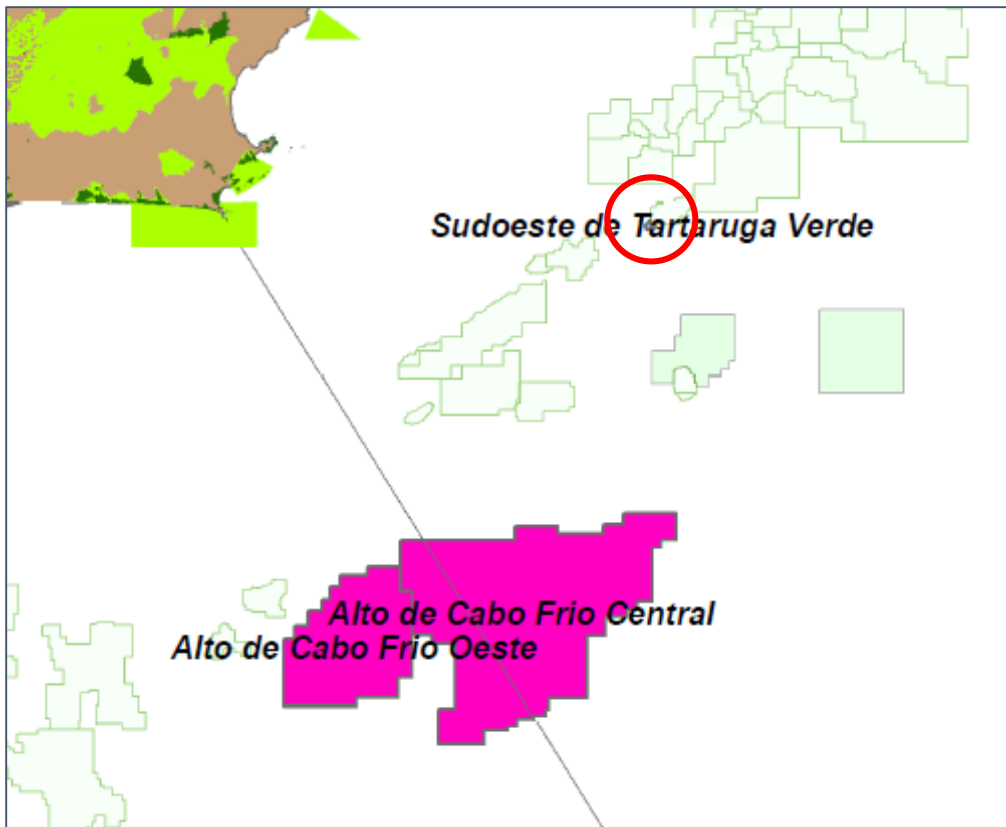 Sudoeste de Tartaruga Verde
Alto de Cabo Frio Central
Alto de Cabo Frio Oeste